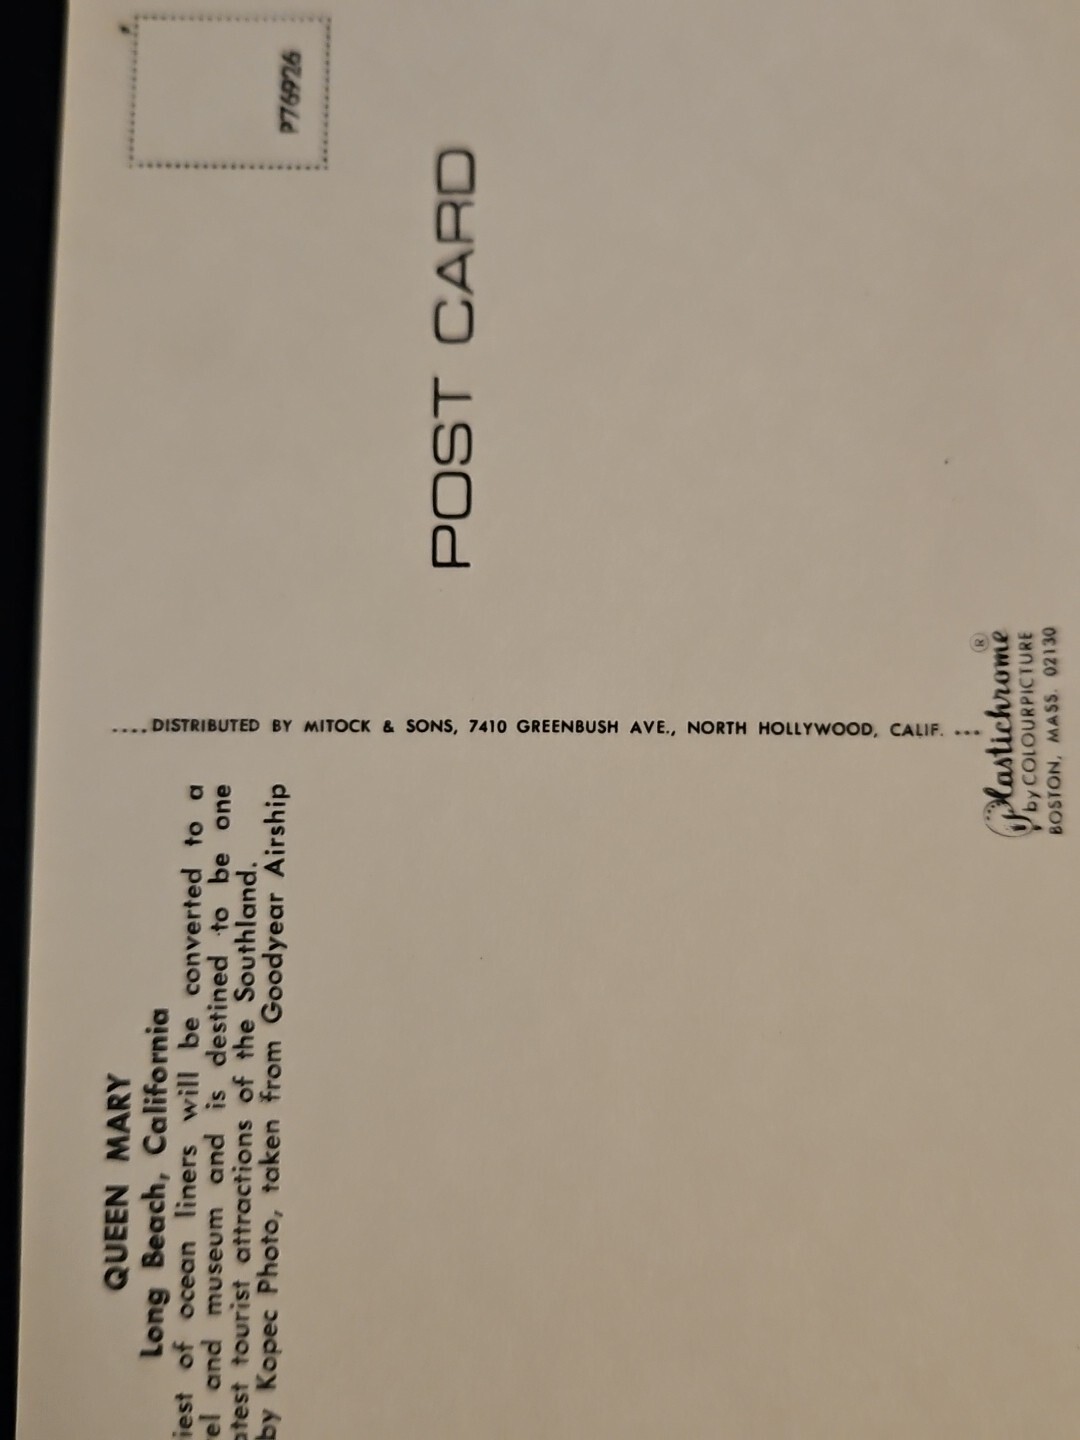 QUEEN MARY
Long Beach, California
iest of ocean liners will be converted to a
el and museum and is destined to be one
atest tourist attractions of the Southland.
by Kopec Photo, taken from Goodyear Airship
....DISTRIBUTED BY MITOCK & SONS, 7410 GREENBUSH AVE., NORTH HOLLYWOOD, CALIF. ...
POST CARD
P76926
Plastichrome®
by COLOURPICTURE
BOSTON, MASS. 02130